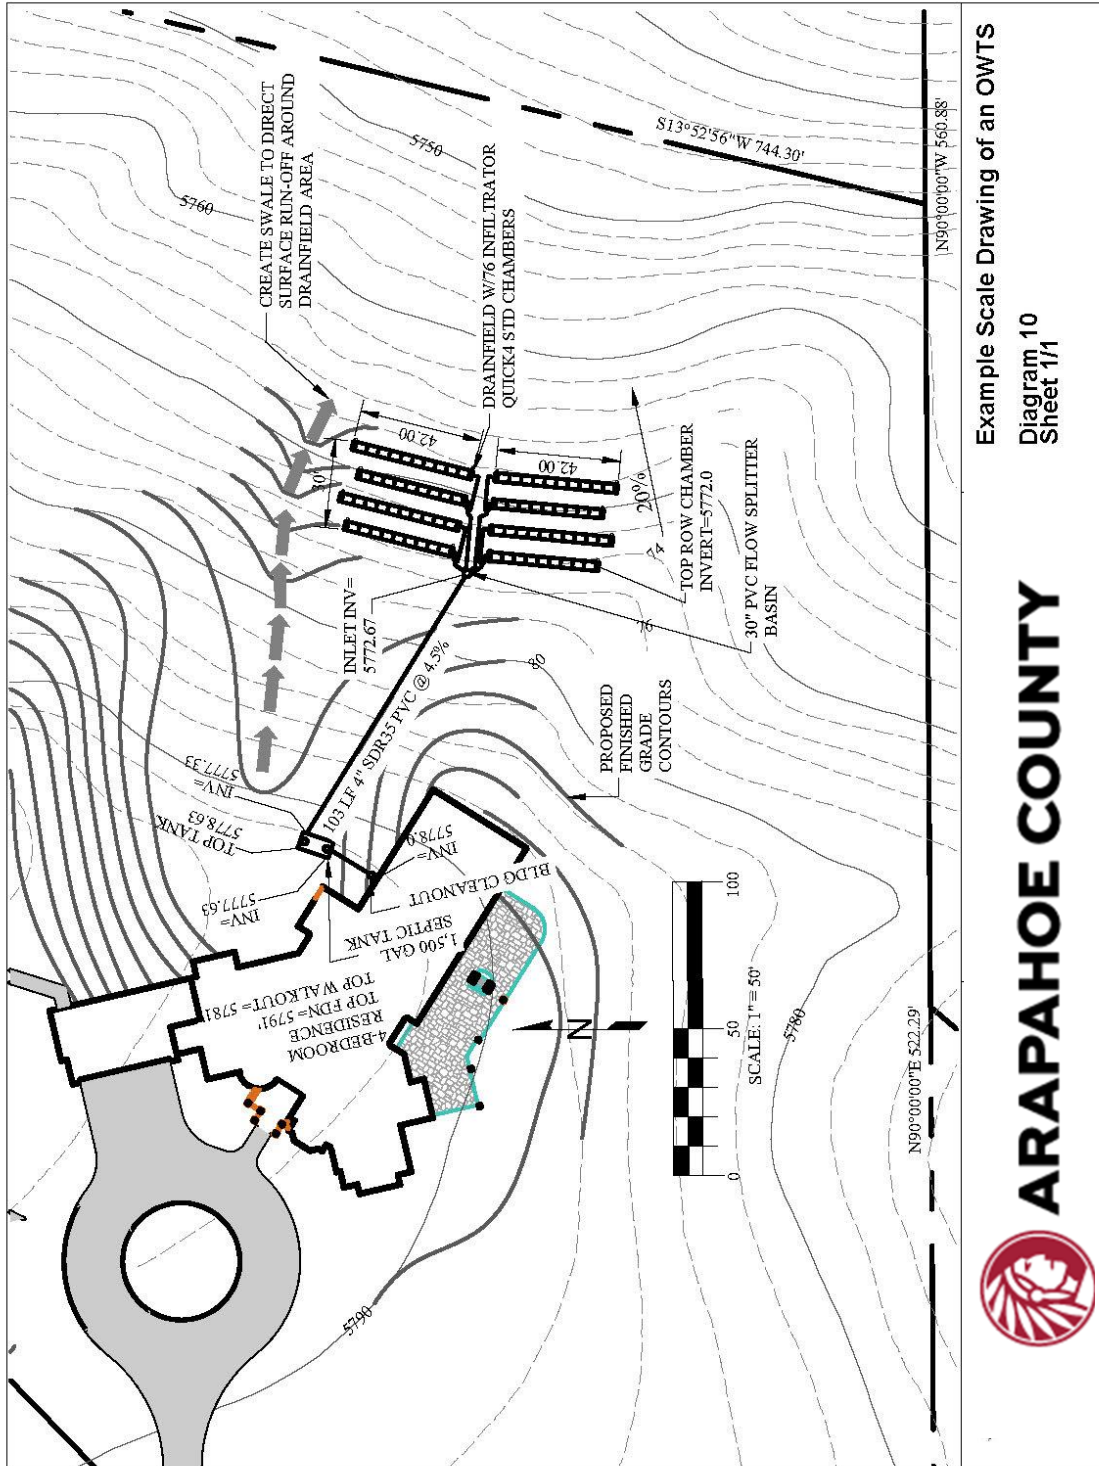 CREATE SWALE TO DIRECT
SURFACE RUN-OFF AROUND
DRAINFIELD AREA
5760
5750
S13°52'56"W 744.30'
N90°00'00"W 560.88'
DRAINFIELD W/76 INFILTRATOR
QUICK4 STD CHAMBERS
42.00
42.00
30'
20%
INLET INV=
5772.67
TOP ROW CHAMBER
INVERT=5772.0
30" PVC FLOW SPLITTER
BASIN
74
76
80
103 LF 4" SDR35 PVC @ 4.5%
PROPOSED
FINISHED
GRADE
CONTOURS
INV=
5777.33
TOP TANK
5778.63
INV=
5777.63
INV=
5778.0
BLDG CLEANOUT
1,500 GAL
SEPTIC TANK
4-BEDROOM
RESIDENCE
TOP FDN= 5791'
TOP WALKOUT= 5781'
N
0
50
100
SCALE: 1" = 50'
5780
5790
N90°00'00"E 522.29'
Example Scale Drawing of an OWTS
Diagram 10
Sheet 1/1
ARAPAHOE COUNTY